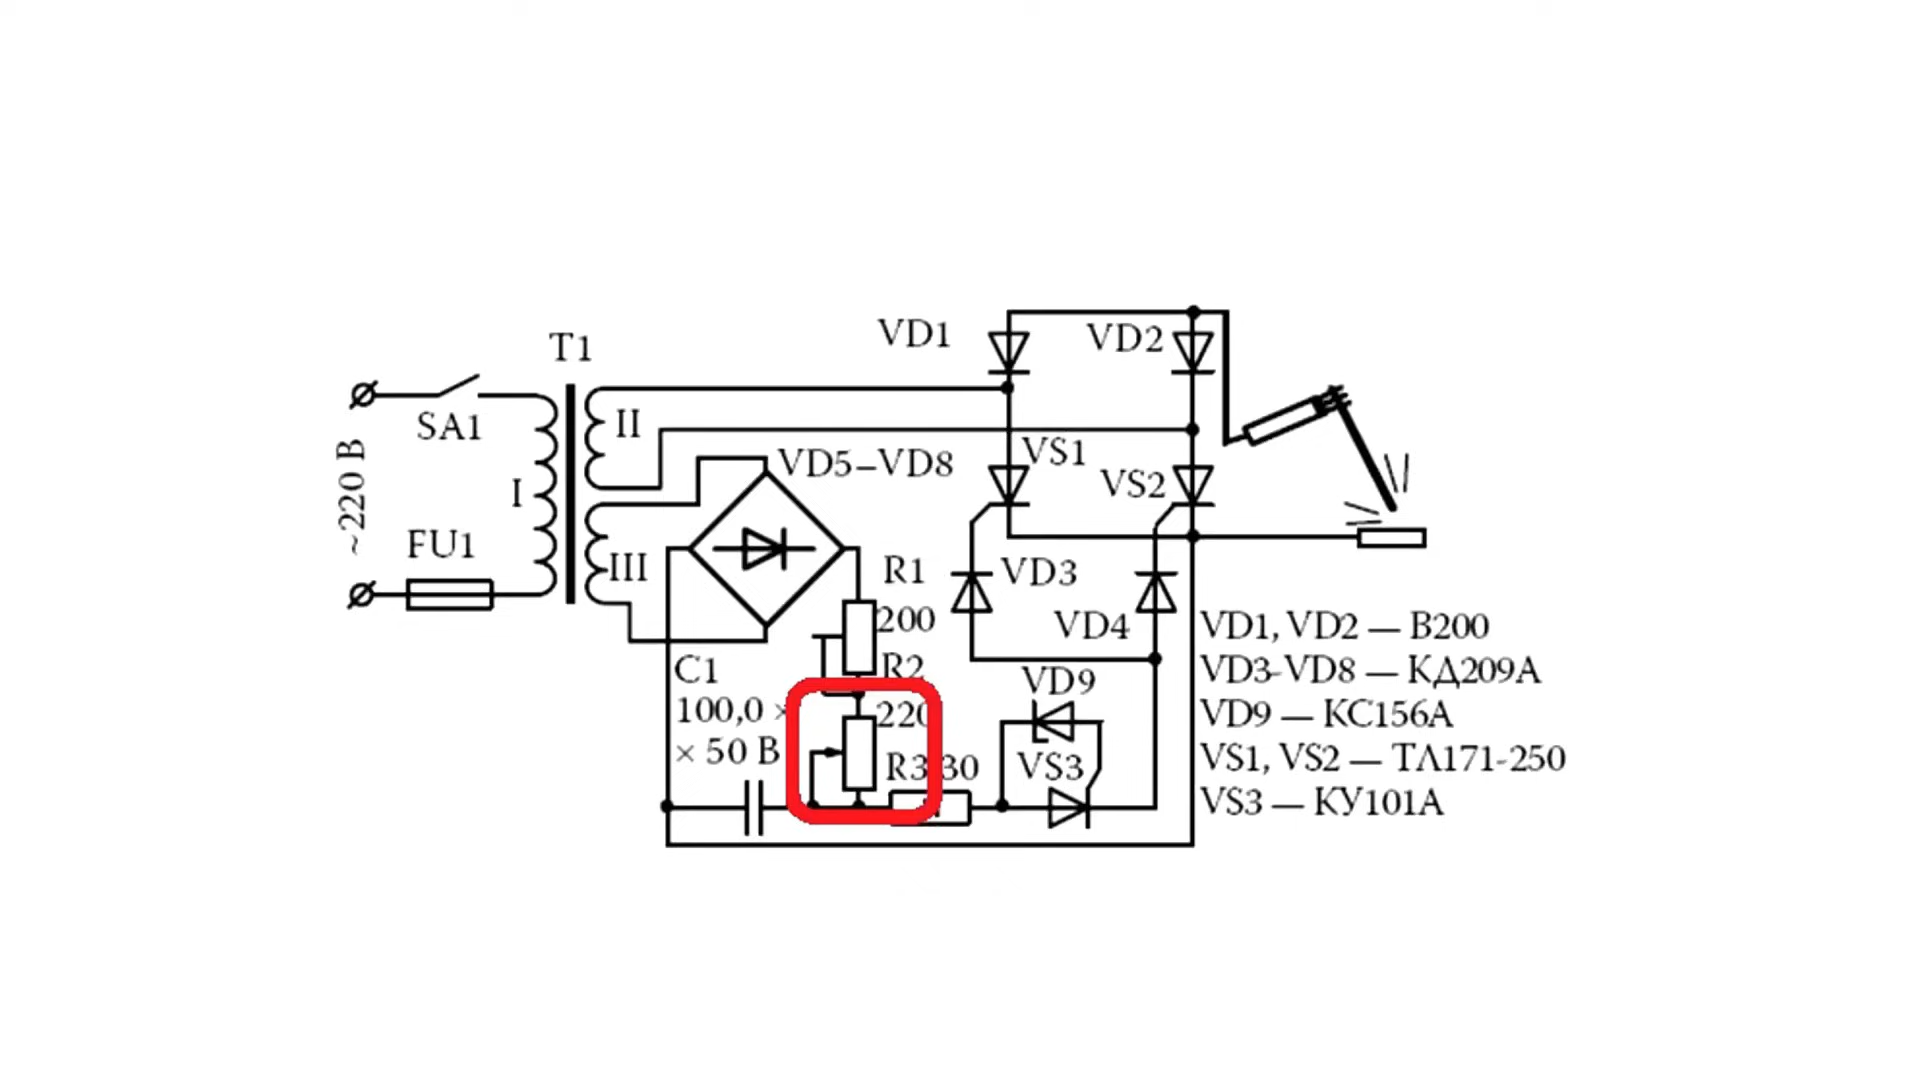 T1
SA1
~220 В
FU1
I
II
III
VD1
VD2
VS1
VS2
VD5–VD8
VD3
VD4
R1
200
R2
220
R3 30
C1
100,0 ×
× 50 В
VD9
VS3
VD1, VD2 — В200
VD3-VD8 — КД209А
VD9 — КС156А
VS1, VS2 — ТЛ171-250
VS3 — КУ101А